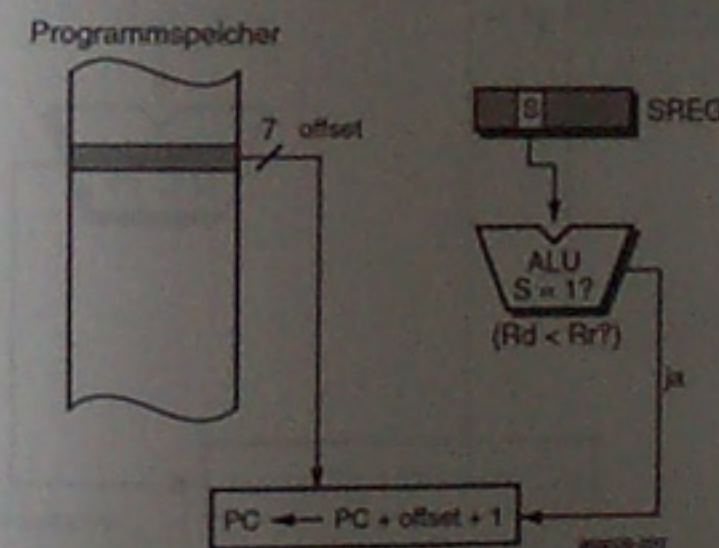 Programmspeicher
7 offset
S SREG
ALU
S = 1?
(Rd < Rr?)
ja
PC ← PC + offset + 1